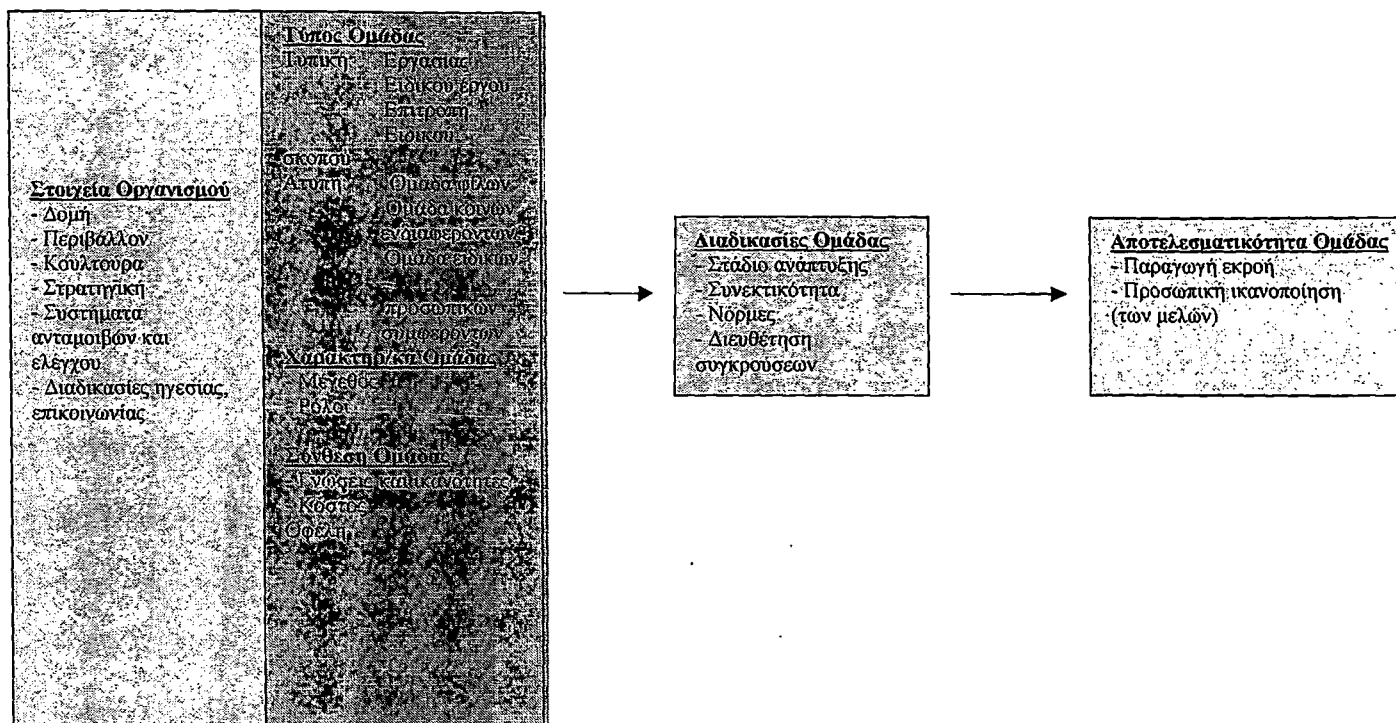 Στοιχεία Οργανισμού
- Δομή
- Περιβάλλον
- Κουλτούρα
- Στρατηγική
- Συστήματα
ανταμοιβών και
ελέγχου
- Διαδικασίες ηγεσίας,
επικοινωνίας
Τύπος Ομάδας
Τυπική Εργασίας
Ειδικού έργου
Επιτροπή
Ειδικού
σκοπού
Άτυπη Ομάδα φίλων
Ομάδα κοινών
ενδιαφερόντων
Ομάδα ειδικών
προσωπικών
συμφερόντων
Χαρακτηρ/κά Ομάδας
- Μέγεθος
- Ρόλοι
Σύνθεση Ομάδας
- Γνώσεις και ικανότητες
- Κόστος
Οφέλη
Διαδικασίες Ομάδας
- Στάδιο ανάπτυξης
- Συνεκτικότητα
- Νόρμες
- Διευθέτηση
συγκρούσεων
Αποτελεσματικότητα Ομάδας
- Παραγωγή εκροή
- Προσωπική ικανοποίηση
(των μελών)